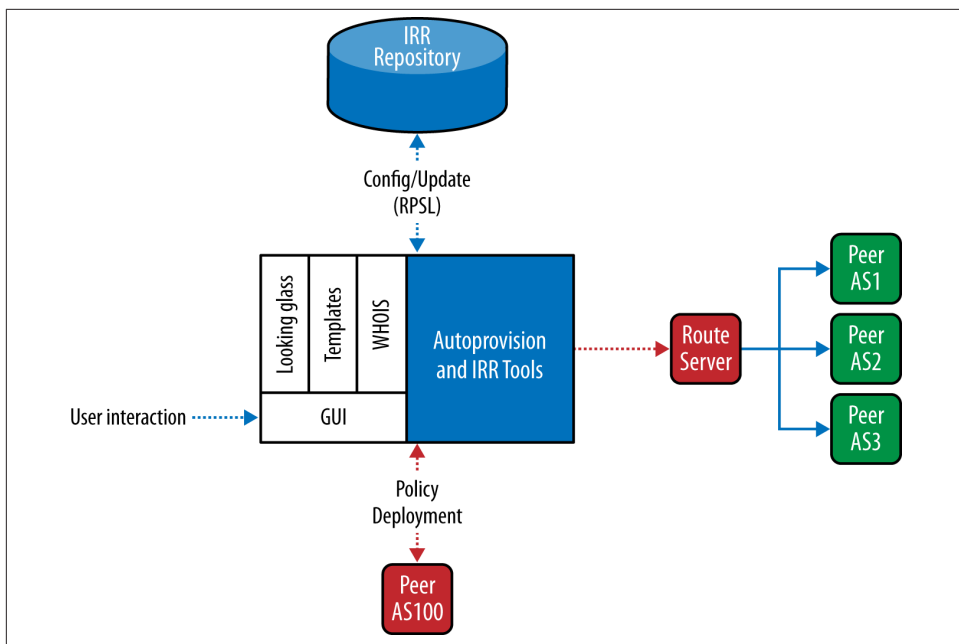 IRR
Repository
Config/Update
(RPSL)
Looking glass
Templates
WHOIS
Autoprovision
and IRR Tools
GUI
User interaction
Route
Server
Peer
AS1
Peer
AS2
Peer
AS3
Policy
Deployment
Peer
AS100